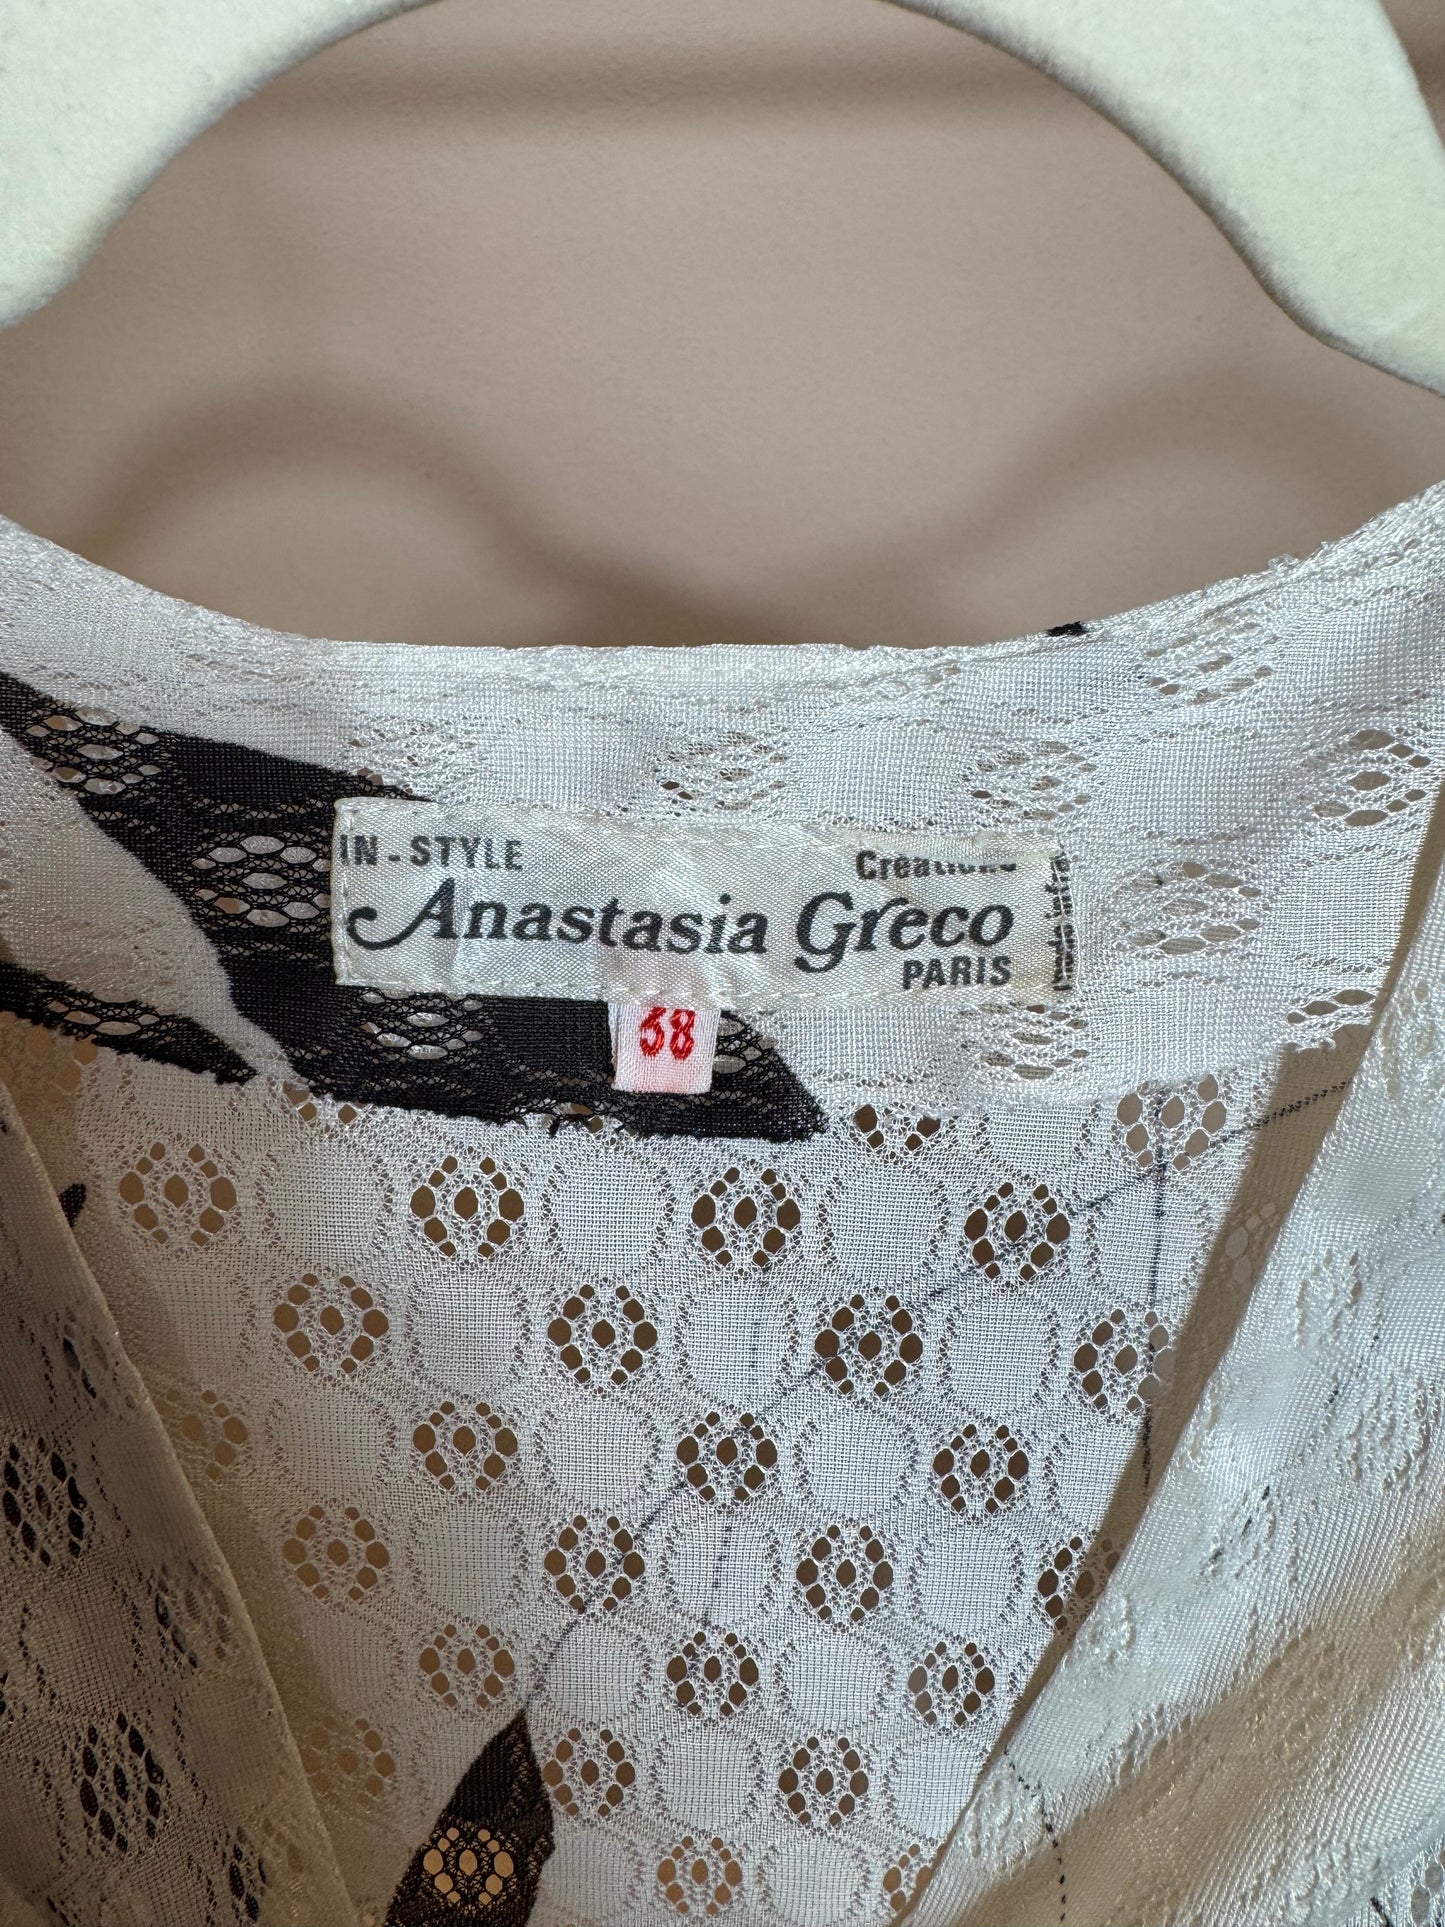 IN-STYLE Creations
Anastasia Greco
PARIS
38